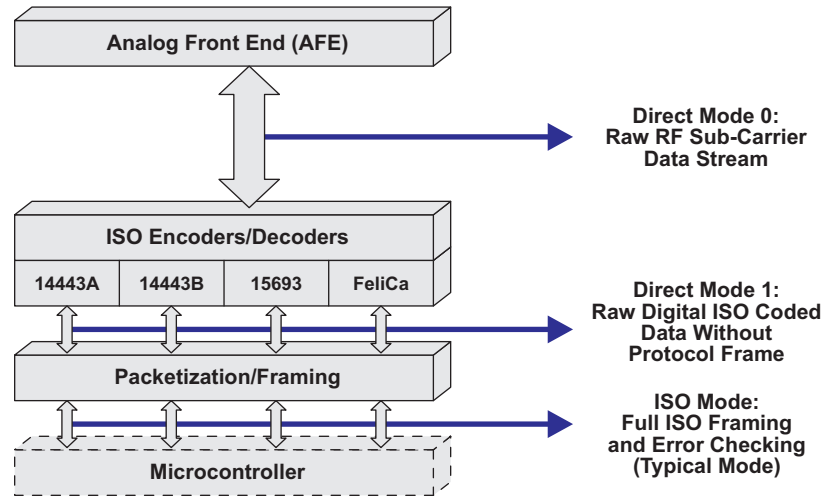 Analog Front End (AFE)
Direct Mode 0:
Raw RF Sub-Carrier
Data Stream
ISO Encoders/Decoders
14443A
14443B
15693
FeliCa
Direct Mode 1:
Raw Digital ISO Coded
Data Without
Protocol Frame
Packetization/Framing
ISO Mode:
Full ISO Framing
and Error Checking
(Typical Mode)
Microcontroller